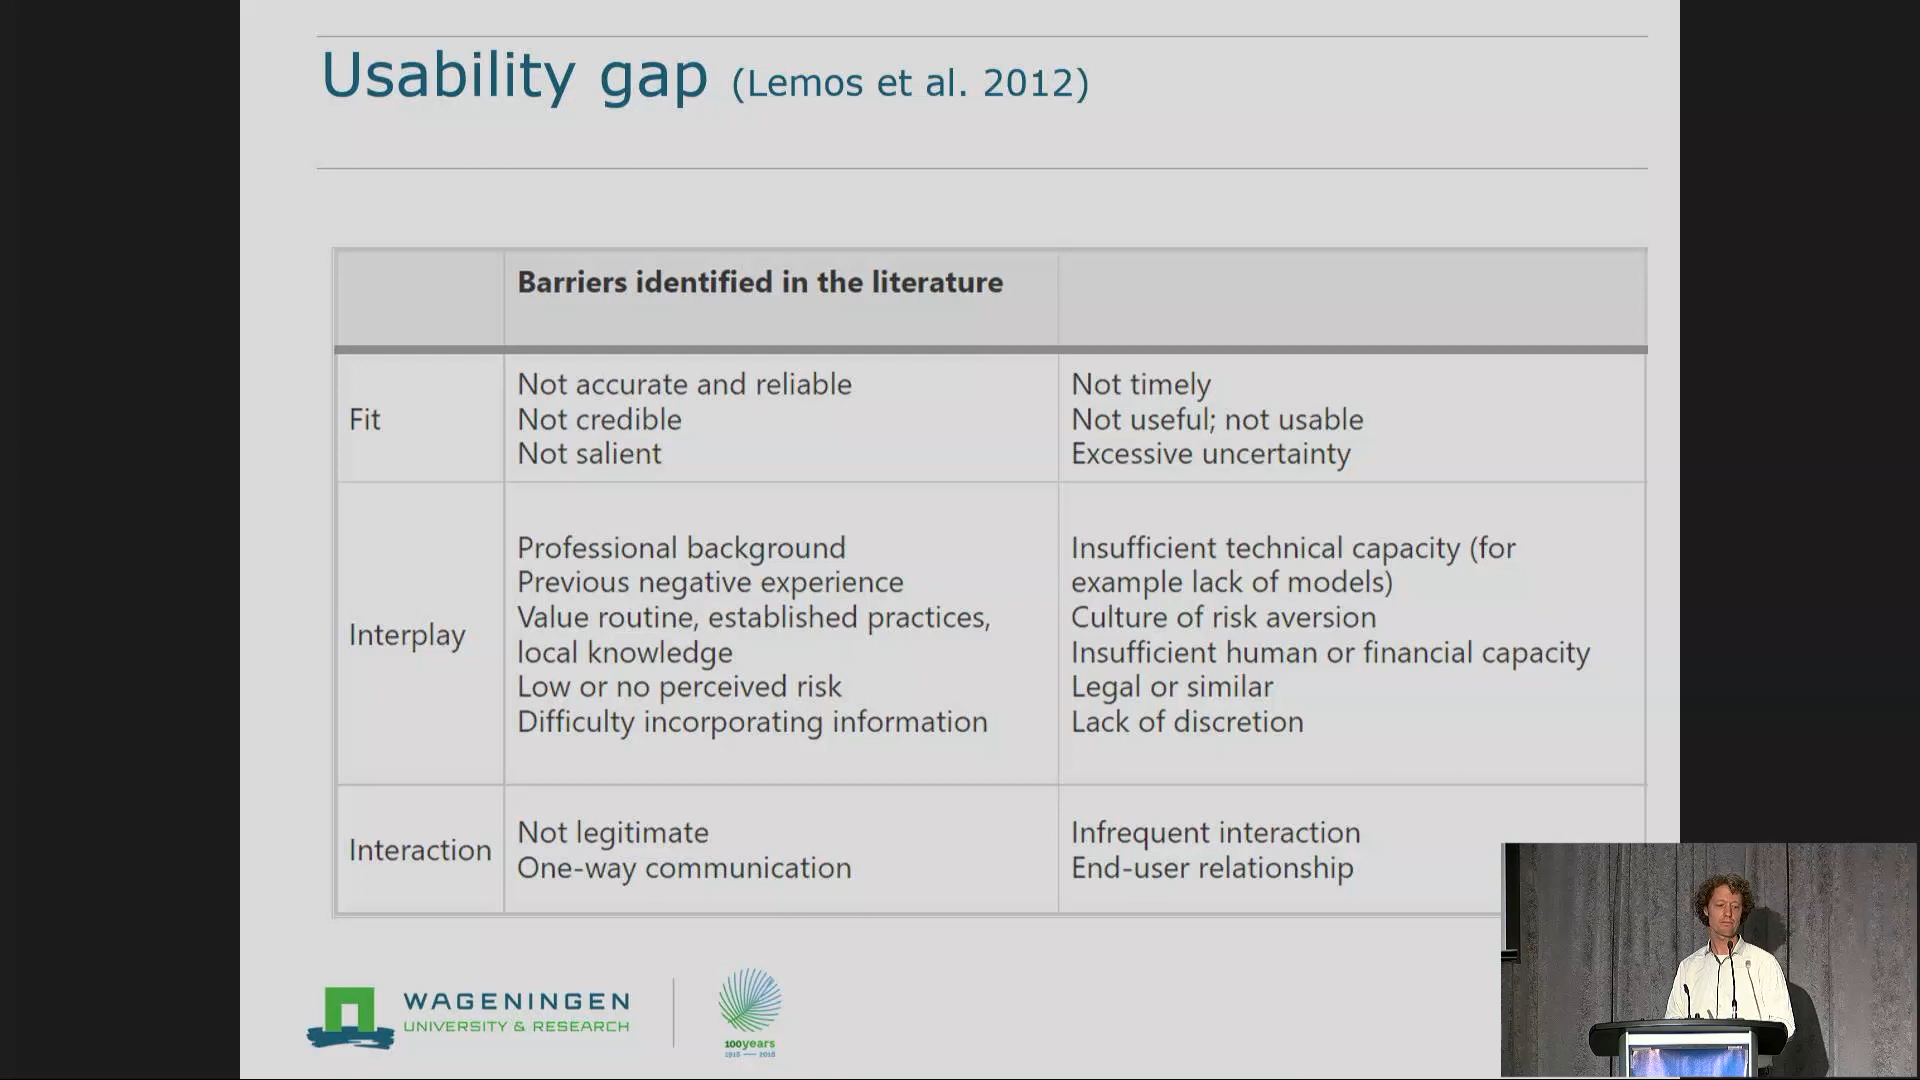 Usability gap (Lemos et al. 2012)
Barriers identified in the literature
Fit
Not accurate and reliable
Not credible
Not salient
Not timely
Not useful; not usable
Excessive uncertainty
Interplay
Professional background
Previous negative experience
Value routine, established practices,
local knowledge
Low or no perceived risk
Difficulty incorporating information
Insufficient technical capacity (for
example lack of models)
Culture of risk aversion
Insufficient human or financial capacity
Legal or similar
Lack of discretion
Interaction
Not legitimate
One-way communication
Infrequent interaction
End-user relationship
WAGENINGEN
UNIVERSITY & RESEARCH
100years
1918 — 2018